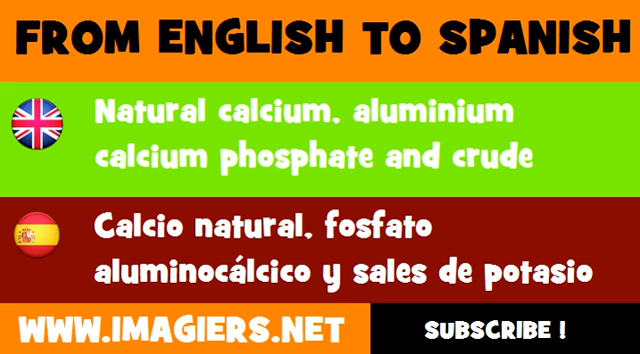 FROM ENGLISH TO SPANISH
Natural calcium, aluminium
calcium phosphate and crude
Calcio natural, fosfato
aluminocálcico y sales de potasio
WWW.IMAGIERS.NET
SUBSCRIBE !